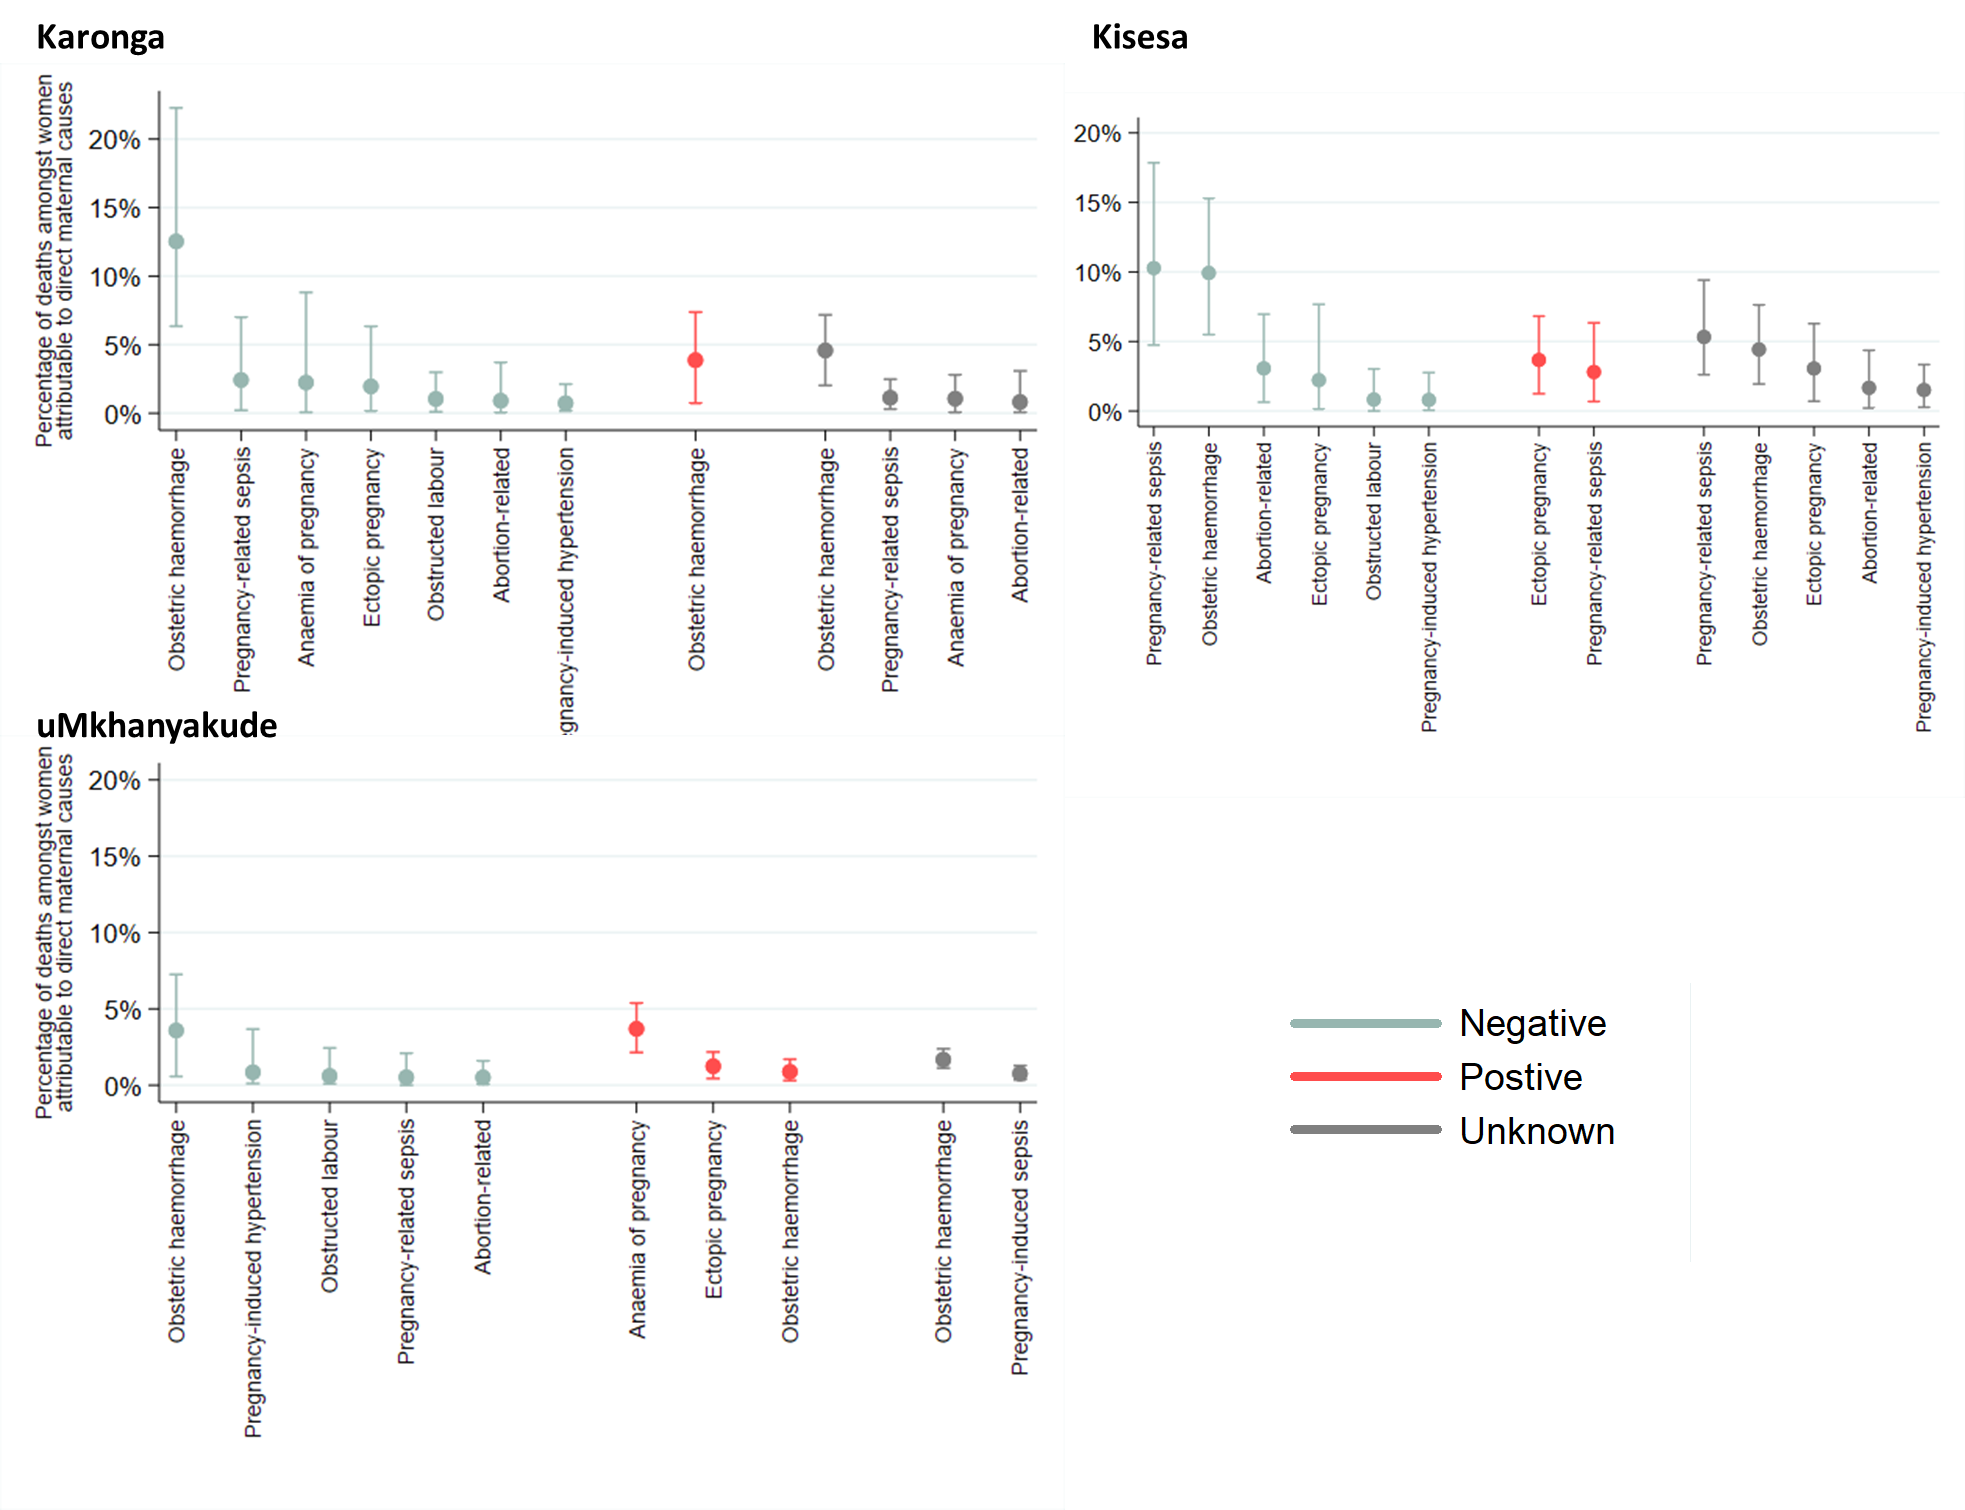 Karonga
Percentage of deaths amongst women
attributable to direct maternal causes
20%
15%
10%
5%
0%
Obstetric haemorrhage
Pregnancy-related sepsis
Anaemia of pregnancy
Ectopic pregnancy
Obstructed labour
Abortion-related
gnancy-induced hypertension
Obstetric haemorrhage
Obstetric haemorrhage
Pregnancy-related sepsis
Anaemia of pregnancy
Abortion-related
Kisesa
20%
15%
10%
5%
0%
Pregnancy-related sepsis
Obstetric haemorrhage
Abortion-related
Ectopic pregnancy
Obstructed labour
Pregnancy-induced hypertension
Ectopic pregnancy
Pregnancy-related sepsis
Pregnancy-related sepsis
Obstetric haemorrhage
Ectopic pregnancy
Abortion-related
Pregnancy-induced hypertension
uMkhanyakude
Percentage of deaths amongst women
attributable to direct maternal causes
20%
15%
10%
5%
0%
Obstetric haemorrhage
Pregnancy-induced hypertension
Obstructed labour
Pregnancy-related sepsis
Abortion-related
Anaemia of pregnancy
Ectopic pregnancy
Obstetric haemorrhage
Obstetric haemorrhage
Pregnancy-induced sepsis
Negative
Postive
Unknown